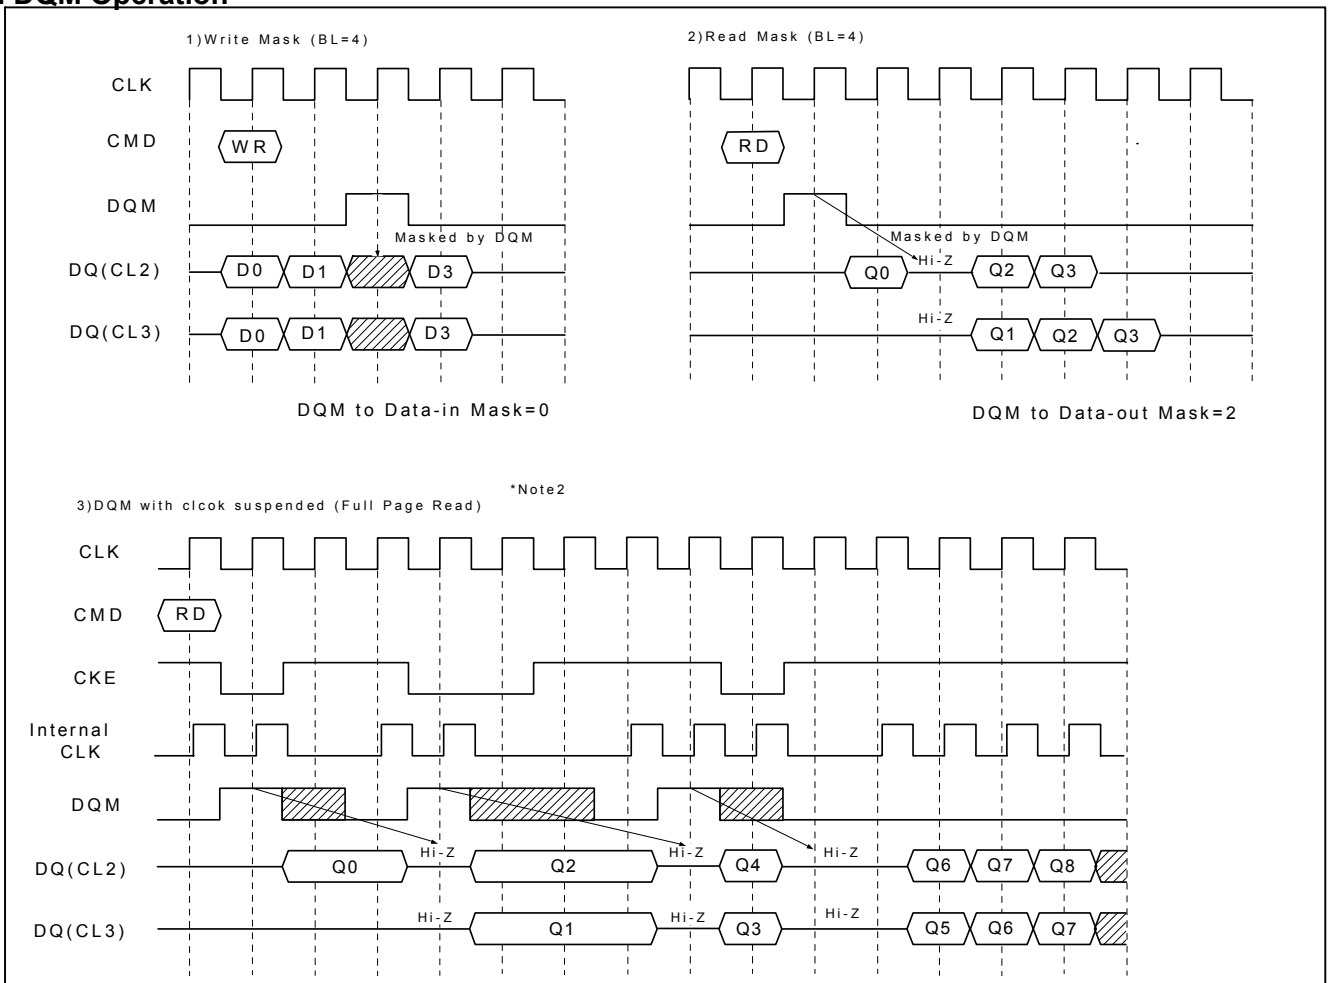 DQM Operation
1)Write Mask (BL=4)
CLK
CMD
WR
DQM
Masked by DQM
DQ(CL2)
D0 D1 D3
DQ(CL3)
D0 D1 D3
DQM to Data-in Mask=0
2)Read Mask (BL=4)
RD
Masked by DQM
Hi-Z
Q0 Q2 Q3
Hi-Z
Q1 Q2 Q3
DQM to Data-out Mask=2
*Note2
3)DQM with clcok suspended (Full Page Read)
CLK
CMD
RD
CKE
Internal
CLK
DQM
Hi-Z Hi-Z Hi-Z
DQ(CL2)
Q0 Q2 Q4 Q6 Q7 Q8
Hi-Z Hi-Z Hi-Z
DQ(CL3)
Q1 Q3 Q5 Q6 Q7